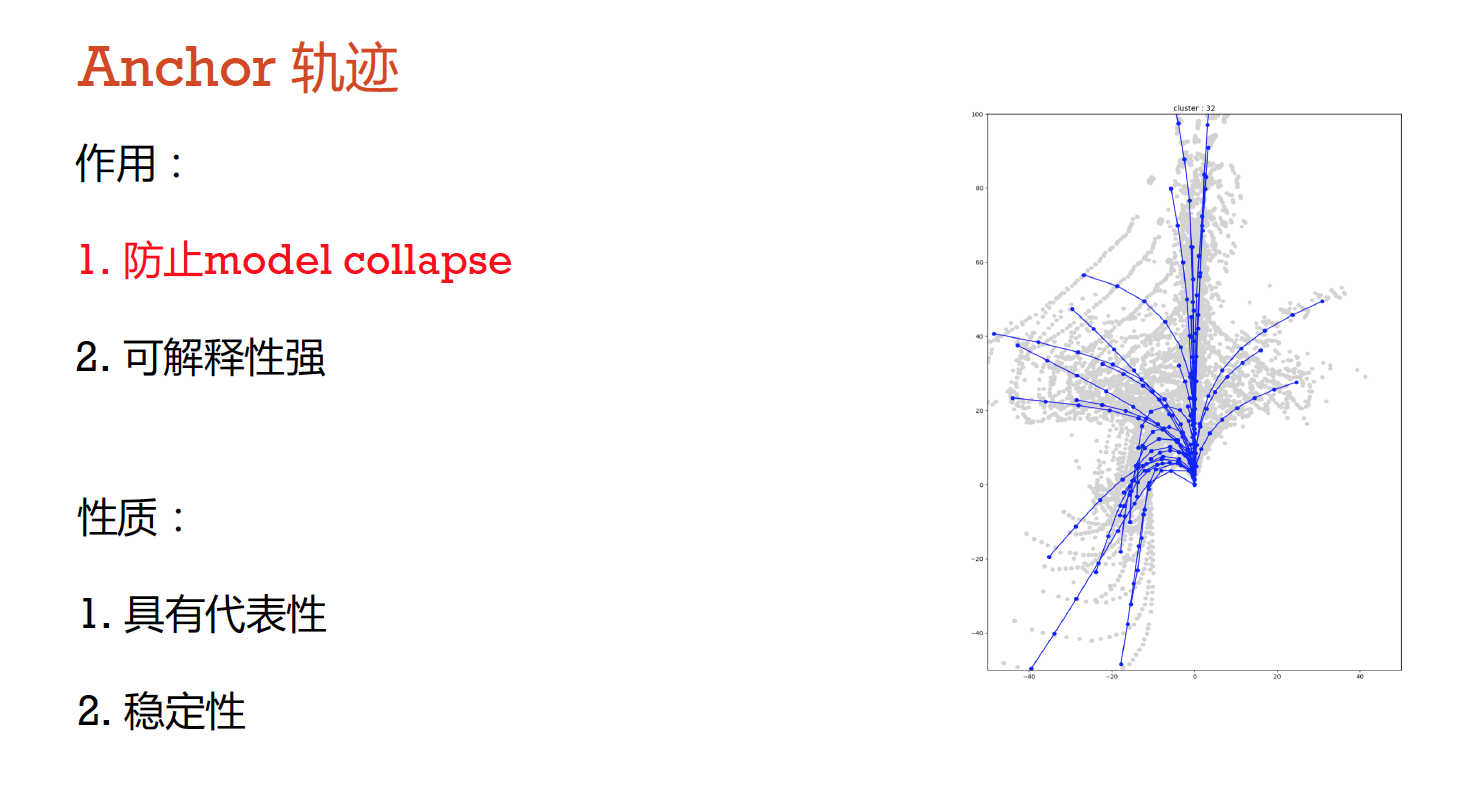 Anchor 轨迹
作用：
1. 防止model collapse
2. 可解释性强
性质：
1. 具有代表性
2. 稳定性
cluster : 32
100
80
60
40
20
0
−20
−40
−40 −20 0 20 40